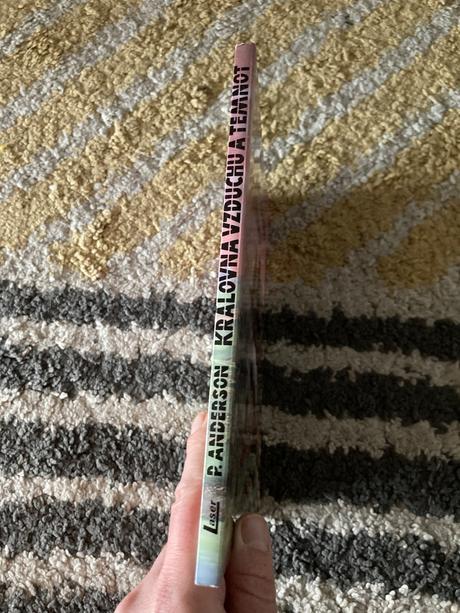 Laser
P. ANDERSON KRÁLOVNA VZDUCHU A TEMNOT